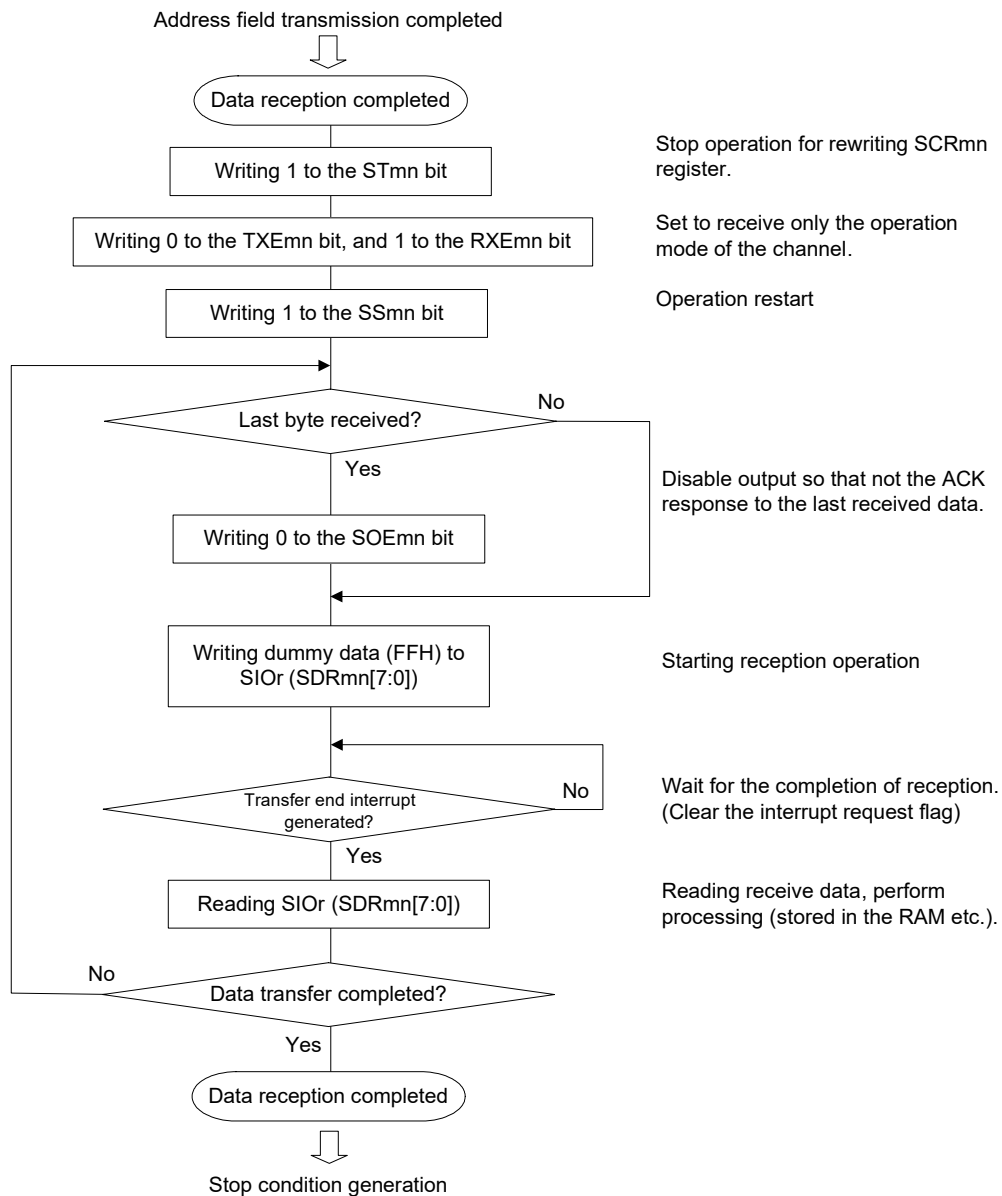 Address field transmission completed
Data reception completed
Writing 1 to the STmn bit
Stop operation for rewriting SCRmn
register.
Writing 0 to the TXEmn bit, and 1 to the RXEmn bit
Set to receive only the operation
mode of the channel.
Writing 1 to the SSmn bit
Operation restart
Last byte received?
No
Yes
Disable output so that not the ACK
response to the last received data.
Writing 0 to the SOEmn bit
Writing dummy data (FFH) to
SIOr (SDRmn[7:0])
Starting reception operation
Transfer end interrupt
generated?
No
Wait for the completion of reception.
(Clear the interrupt request flag)
Yes
Reading SIOr (SDRmn[7:0])
Reading receive data, perform
processing (stored in the RAM etc.).
No
Data transfer completed?
Yes
Data reception completed
Stop condition generation